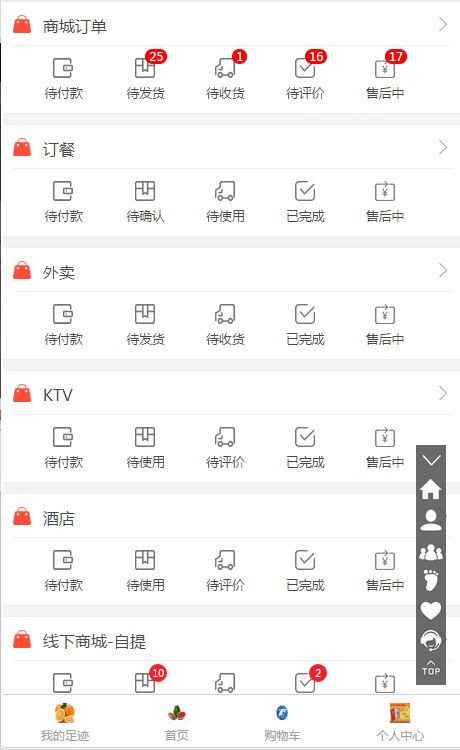 商城订单
25 1 16 17
待付款 待发货 待收货 待评价 售后中
订餐
待付款 待确认 待使用 已完成 售后中
外卖
待付款 待发货 待收货 已完成 售后中
KTV
待付款 待使用 待评价 已完成 售后中
酒店
待付款 待使用 待评价 已完成 售后中
线下商城-自提
10 2
TOP
我的足迹 首页 购物车 个人中心